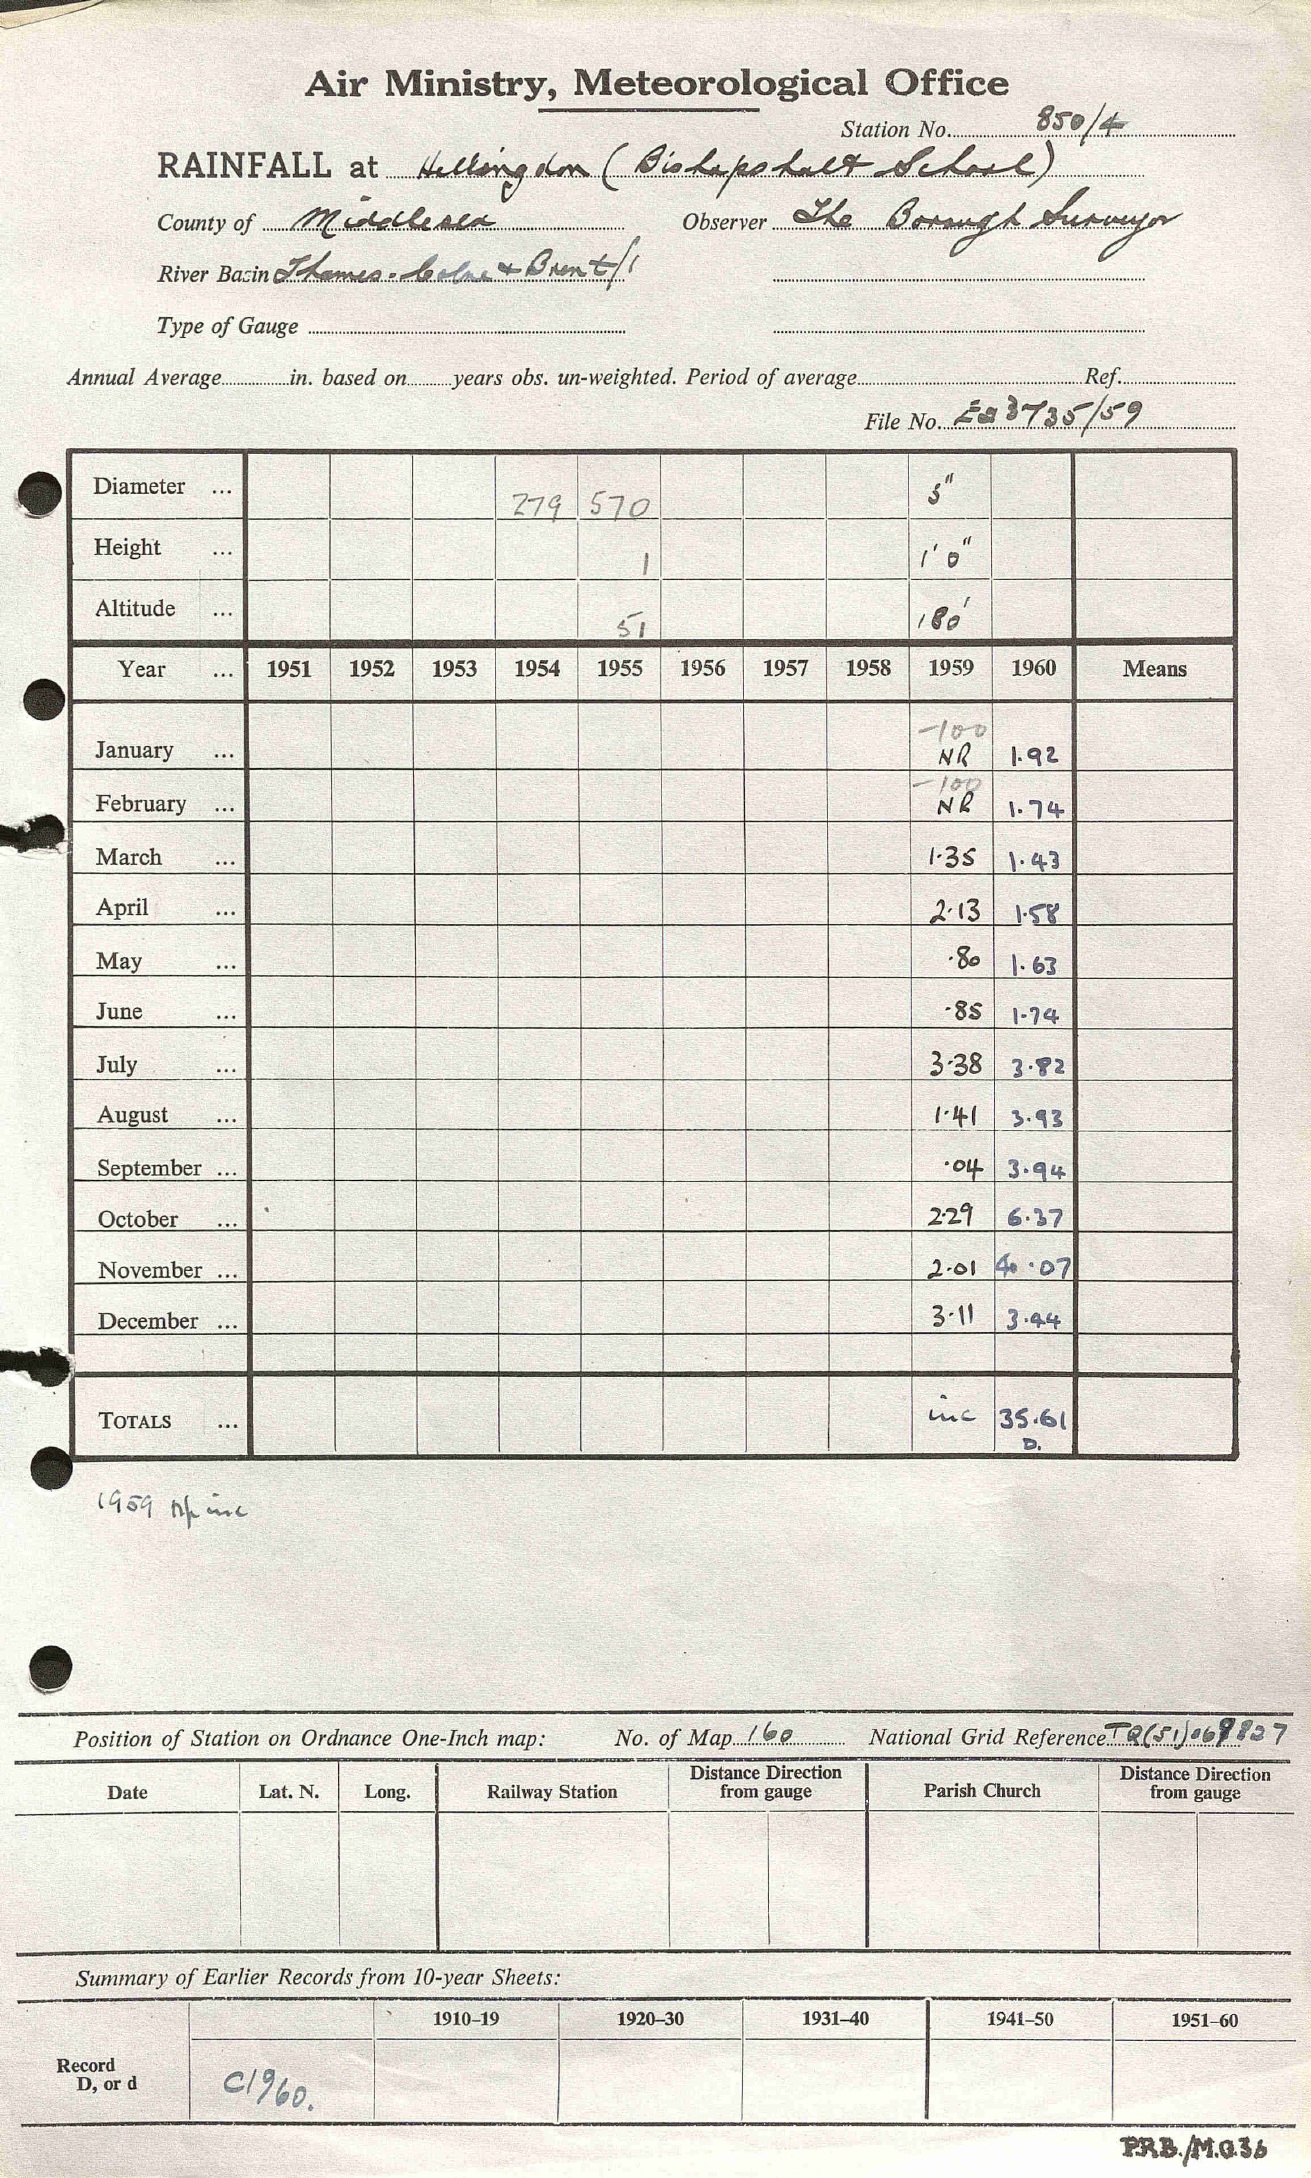 Air Ministry, Meteorological Office
Station No. 850/4
RAINFALL at Hillingdon (Bishopshalt School)
County of Middlesex Observer The Borough Surveyor
River Basin Thames-Colne + Brent/1
Type of Gauge
Annual Average in. based on years obs. un-weighted. Period of average Ref.
File No. 3735/59
Diameter ... 279 570 5"
Height ... 1 1' 0"
Altitude ... 51 180'
Year ... 1951 1952 1953 1954 1955 1956 1957 1958 1959 1960 Means
-100
January ... NR 1.92
-100
February ... NR 1.74
March ... 1.35 1.43
April ... 2.13 1.58
May ... .80 1.63
June ... .85 1.74
July ... 3.38 3.82
August ... 1.41 3.93
September ... .04 3.94
October ... 2.29 6.37
November ... 2.01 4.07
December ... 3.11 3.44
TOTALS ... inc 35.61
D.
1959 inc
Position of Station on Ordnance One-Inch map: No. of Map 160 National Grid Reference TQ(51)069827
Date Lat. N. Long. Railway Station Distance Direction from gauge Parish Church Distance Direction from gauge
Summary of Earlier Records from 10-year Sheets:
1910–19 1920–30 1931–40 1941–50 1951–60
Record
D, or d C1960.
P.R.B./M.O.36